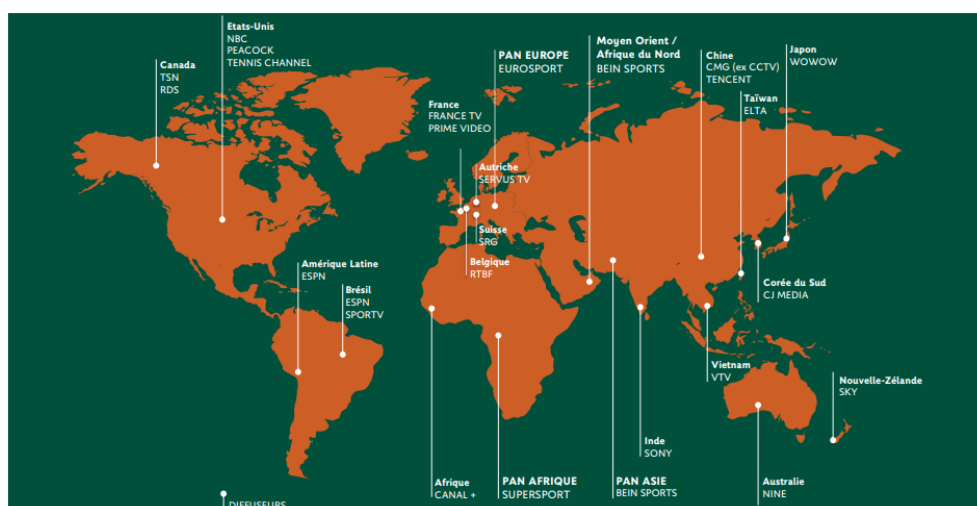 Etats-Unis
NBC
PEACOCK
TENNIS CHANNEL
Canada
TSN
RDS
France
FRANCE TV
PRIME VIDEO
PAN EUROPE
EUROSPORT
Moyen Orient /
Afrique du Nord
BEIN SPORTS
Chine
CMG (ex CCTV)
TENCENT
Japon
WOWOW
Taïwan
ELTA
Autriche
SERVUS TV
Suisse
SRG
Belgique
RTBF
Amérique Latine
ESPN
Brésil
ESPN
SPORTV
Corée du Sud
CJ MEDIA
Vietnam
VTV
Nouvelle-Zélande
SKY
Inde
SONY
Afrique
CANAL +
PAN AFRIQUE
SUPERSPORT
PAN ASIE
BEIN SPORTS
Australie
NINE
DIFFUSEURS